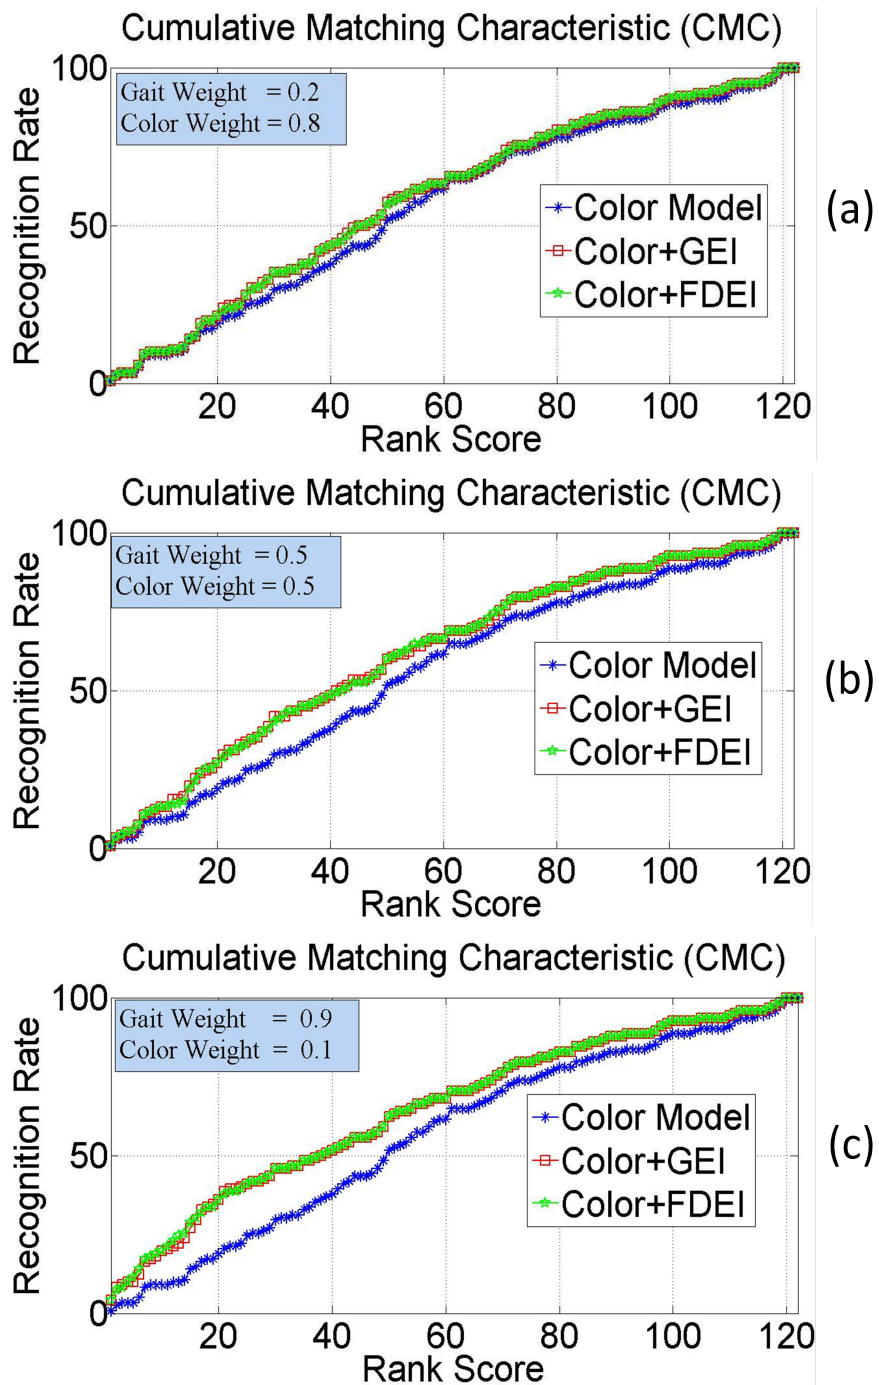 Cumulative Matching Characteristic (CMC)
100
Gait Weight = 0.2
Color Weight = 0.8
Recognition Rate
50
Color Model
Color+GEI
Color+FDEI
(a)
0
20 40 60 80 100 120
Rank Score
Cumulative Matching Characteristic (CMC)
100
Gait Weight = 0.5
Color Weight = 0.5
Recognition Rate
50
Color Model
Color+GEI
Color+FDEI
(b)
0
20 40 60 80 100 120
Rank Score
Cumulative Matching Characteristic (CMC)
100
Gait Weight = 0.9
Color Weight = 0.1
Recognition Rate
50
Color Model
Color+GEI
Color+FDEI
(c)
0
20 40 60 80 100 120
Rank Score